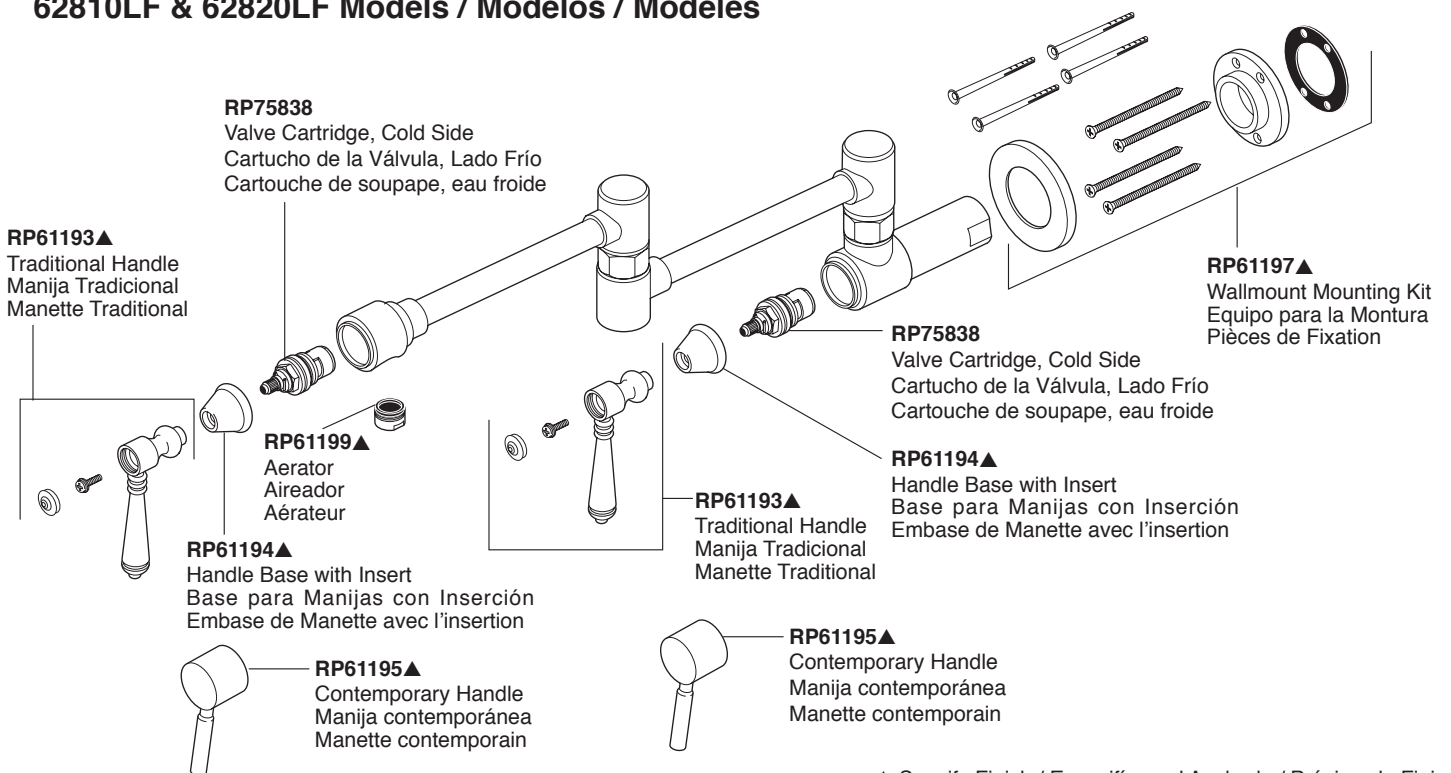 62810LF & 62820LF Models / Modelos / Modèles
RP75838
Valve Cartridge, Cold Side
Cartucho de la Válvula, Lado Frío
Cartouche de soupape, eau froide
RP61193▲
Traditional Handle
Manija Tradicional
Manette Traditional
RP61197▲
Wallmount Mounting Kit
Equipo para la Montura
Pièces de Fixation
RP75838
Valve Cartridge, Cold Side
Cartucho de la Válvula, Lado Frío
Cartouche de soupape, eau froide
RP61199▲
Aerator
Aireador
Aérateur
RP61194▲
Handle Base with Insert
Base para Manijas con Inserción
Embase de Manette avec l’insertion
RP61193▲
Traditional Handle
Manija Tradicional
Manette Traditional
RP61194▲
Handle Base with Insert
Base para Manijas con Inserción
Embase de Manette avec l’insertion
RP61195▲
Contemporary Handle
Manija contemporánea
Manette contemporain
RP61195▲
Contemporary Handle
Manija contemporánea
Manette contemporain